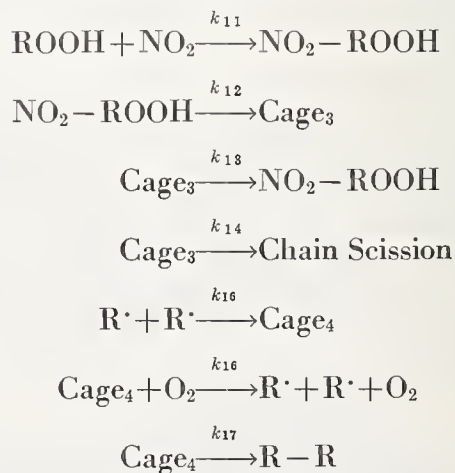 k₁₁
ROOH+NO₂⟶NO₂−ROOH
k₁₂
NO₂−ROOH⟶Cage₃
k₁₃
Cage₃⟶NO₂−ROOH
k₁₄
Cage₃⟶Chain Scission
k₁₆
R·+R·⟶Cage₄
k₁₆
Cage₄+O₂⟶R·+R·+O₂
k₁₇
Cage₄⟶R−R